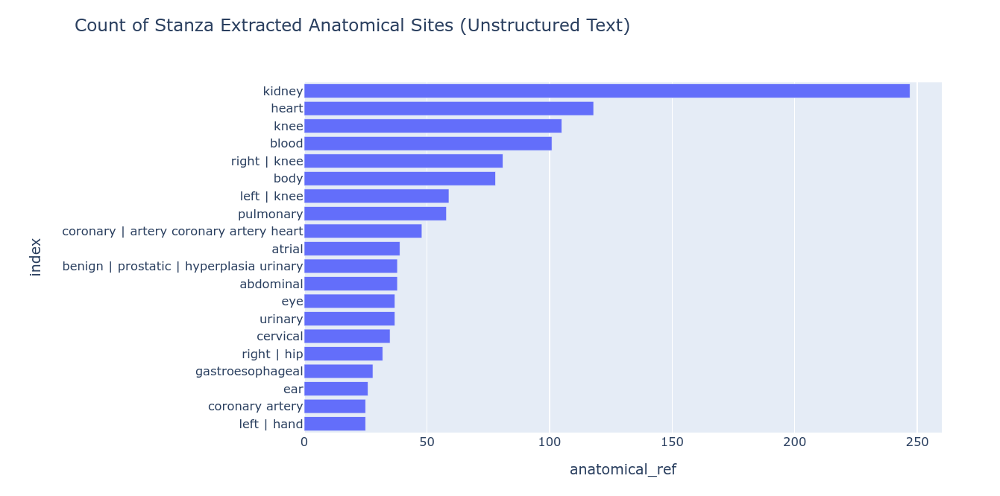 Count of Stanza Extracted Anatomical Sites (Unstructured Text)
kidney
heart
knee
blood
right | knee
body
left | knee
pulmonary
coronary | artery coronary artery heart
atrial
benign | prostatic | hyperplasia urinary
abdominal
eye
urinary
cervical
right | hip
gastroesophageal
ear
coronary artery
left | hand
index
0 50 100 150 200 250
anatomical_ref